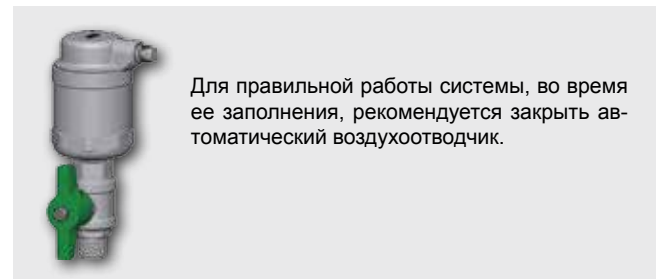 Для правильной работы системы, во время
ее заполнения, рекомендуется закрыть ав-
томатический воздухоотводчик.